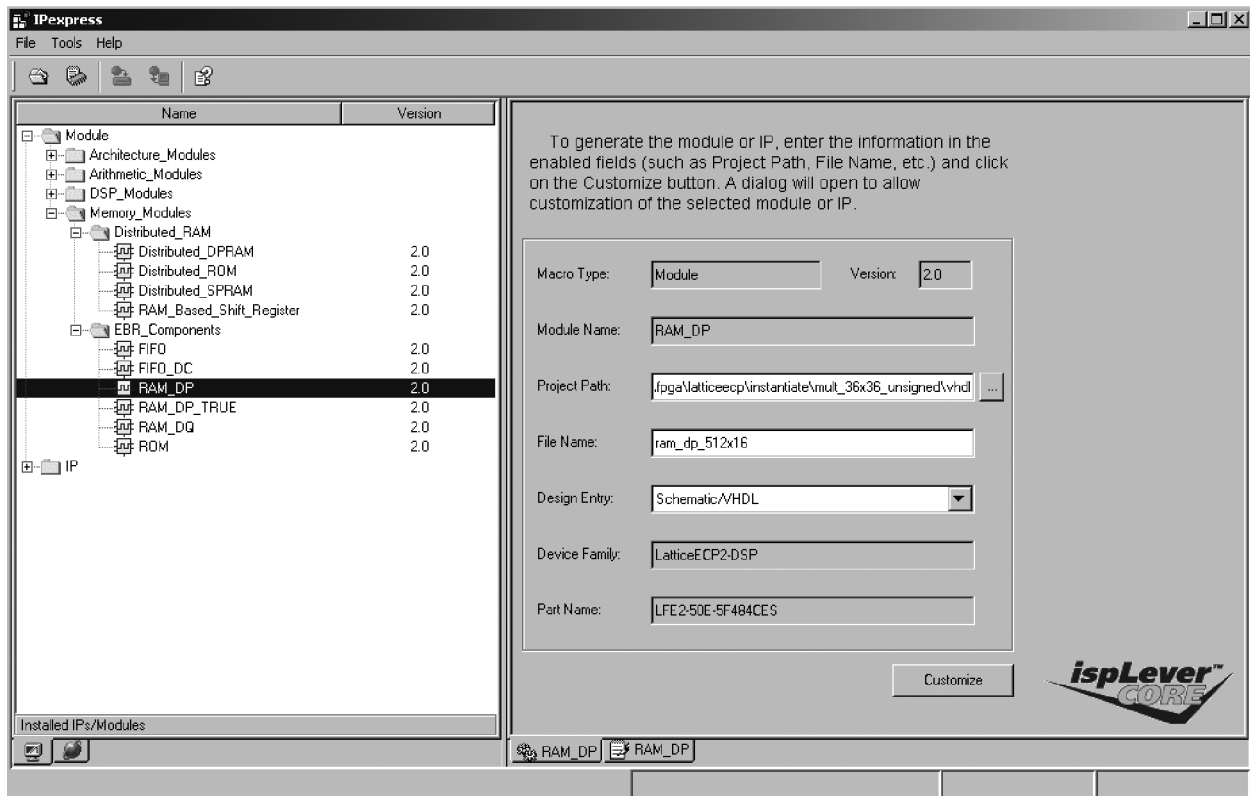 IPexpress
File Tools Help
Name Version
Module
Architecture_Modules
Arithmetic_Modules
DSP_Modules
Memory_Modules
Distributed_RAM
Distributed_DPRAM 2.0
Distributed_ROM 2.0
Distributed_SPRAM 2.0
RAM_Based_Shift_Register 2.0
EBR_Components
FIFO 2.0
FIFO_DC 2.0
RAM_DP 2.0
RAM_DP_TRUE 2.0
RAM_DQ 2.0
ROM 2.0
IP
Installed IPs/Modules
To generate the module or IP, enter the information in the
enabled fields (such as Project Path, File Name, etc.) and click
on the Customize button. A dialog will open to allow
customization of the selected module or IP.
Macro Type: Module Version: 2.0
Module Name: RAM_DP
Project Path: .fpga\latticeecp\instantiate\mult_36x36_unsigned\vhdl ...
File Name: ram_dp_512x16
Design Entry: Schematic/VHDL
Device Family: LatticeECP2-DSP
Part Name: LFE2-50E-5F484CES
Customize
ispLever™
CORE
RAM_DP RAM_DP